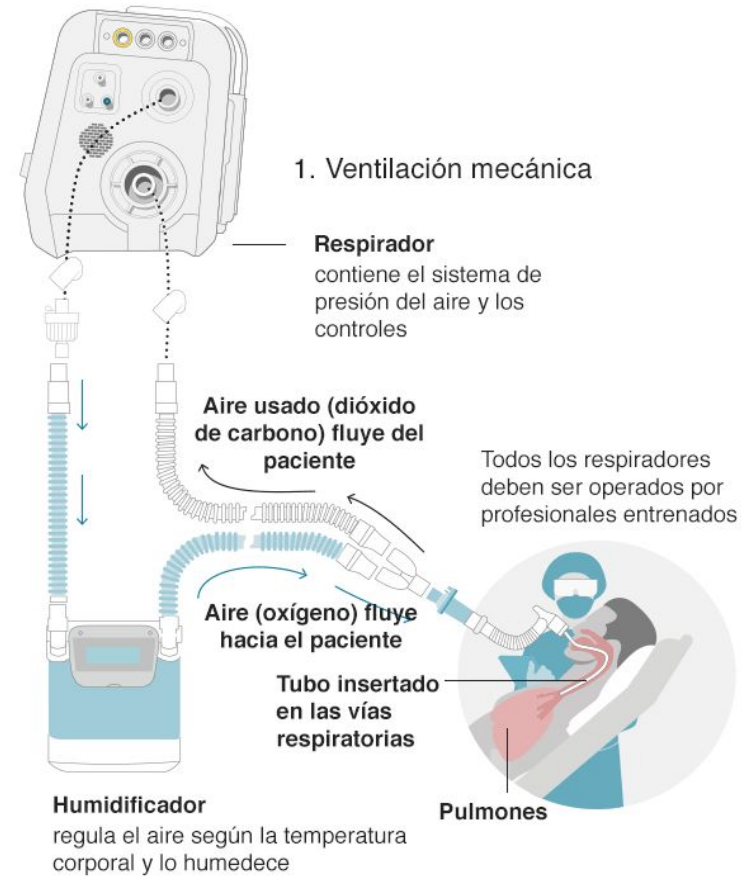 1. Ventilación mecánica
Respirador
contiene el sistema de
presión del aire y los
controles
Aire usado (dióxido
de carbono) fluye del
paciente
Todos los respiradores
deben ser operados por
profesionales entrenados
Aire (oxígeno) fluye
hacia el paciente
Tubo insertado
en las vías
respiratorias
Pulmones
Humidificador
regula el aire según la temperatura
corporal y lo humedece